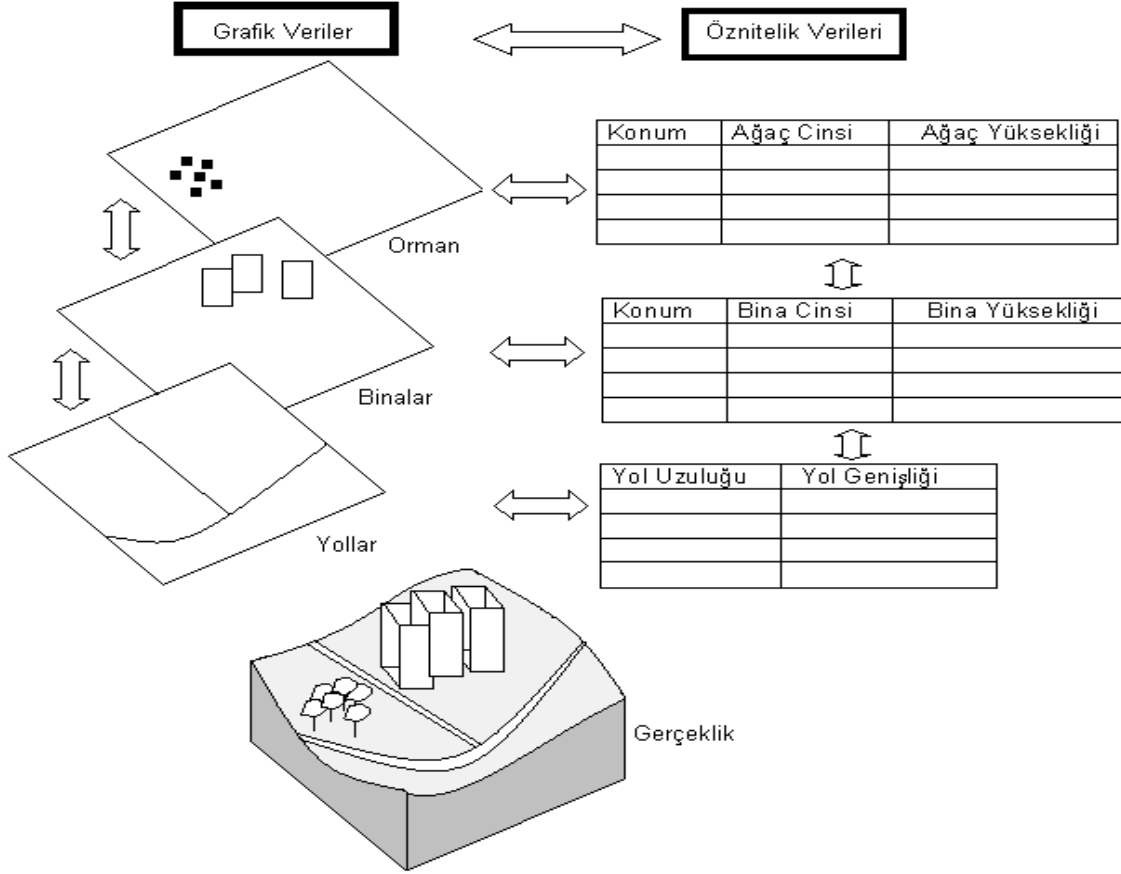 Grafik Veriler
Öznitelik Verileri
Konum Ağaç Cinsi Ağaç Yüksekliği
Orman
Konum Bina Cinsi Bina Yüksekliği
Binalar
Yol Uzuluğu Yol Genişliği
Yollar
Gerçeklik